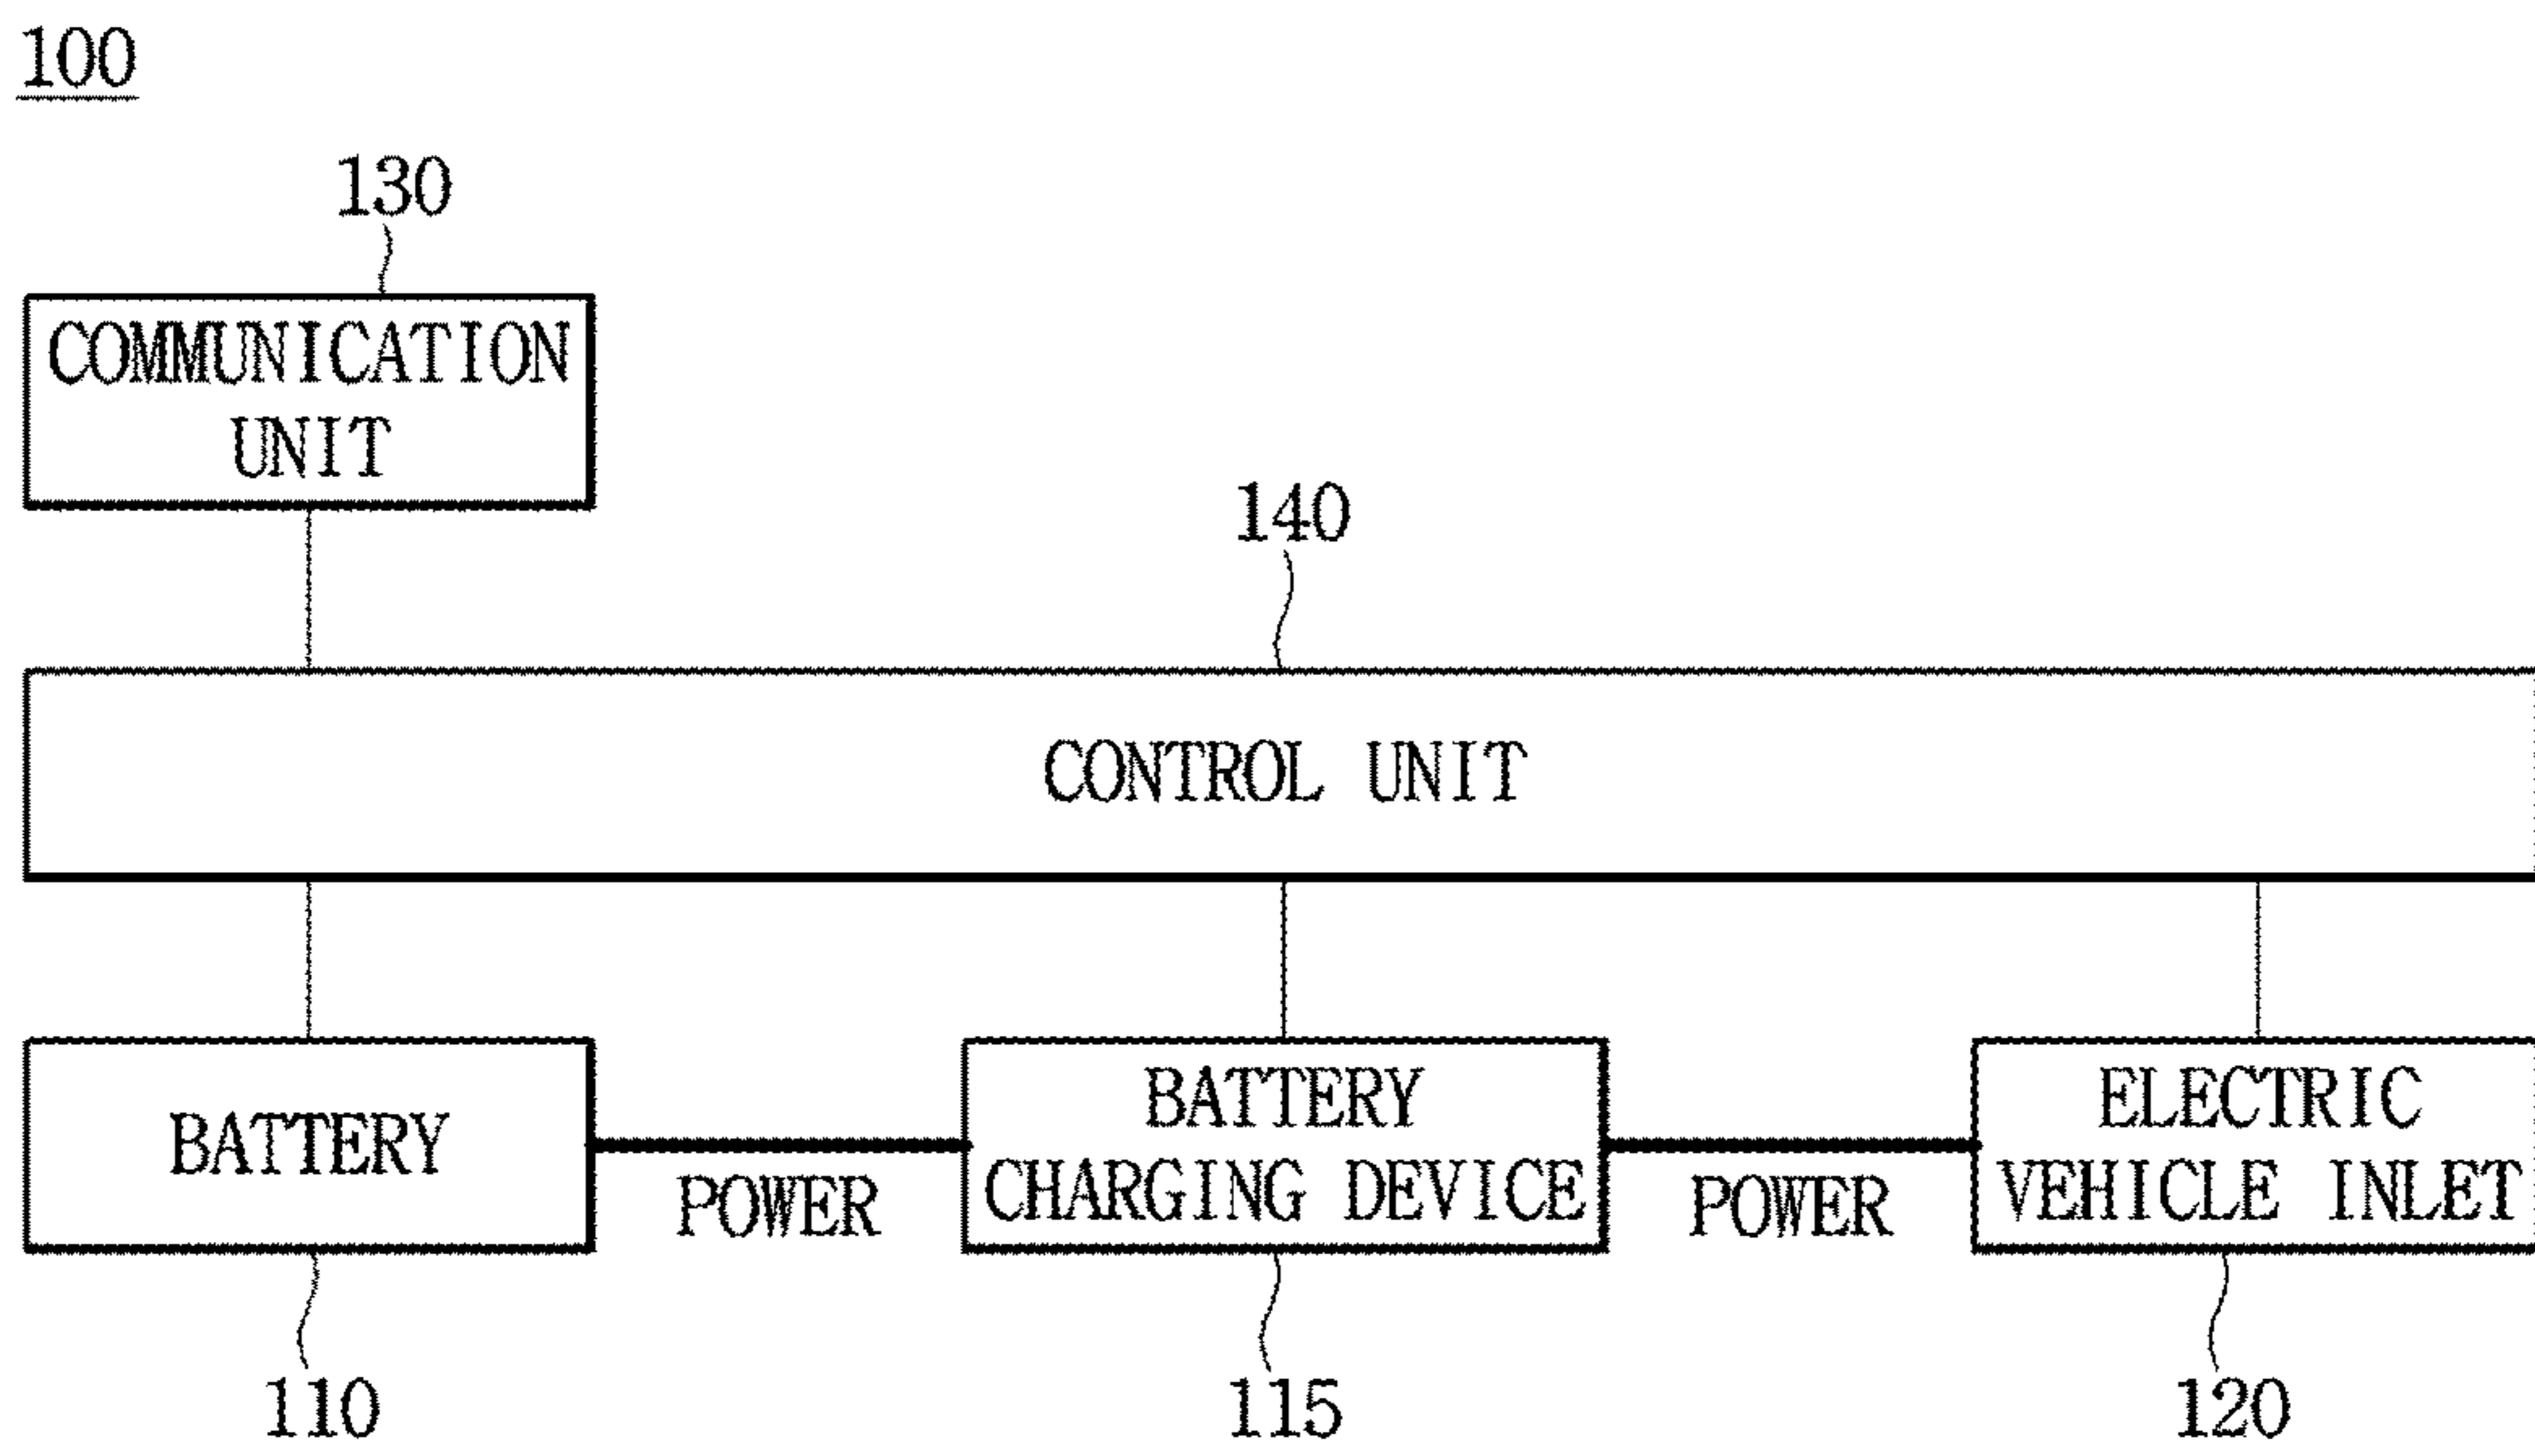 100
130
COMMUNICATION
UNIT
140
CONTROL UNIT
BATTERY
POWER
BATTERY
CHARGING DEVICE
POWER
ELECTRIC
VEHICLE INLET
110
115
120